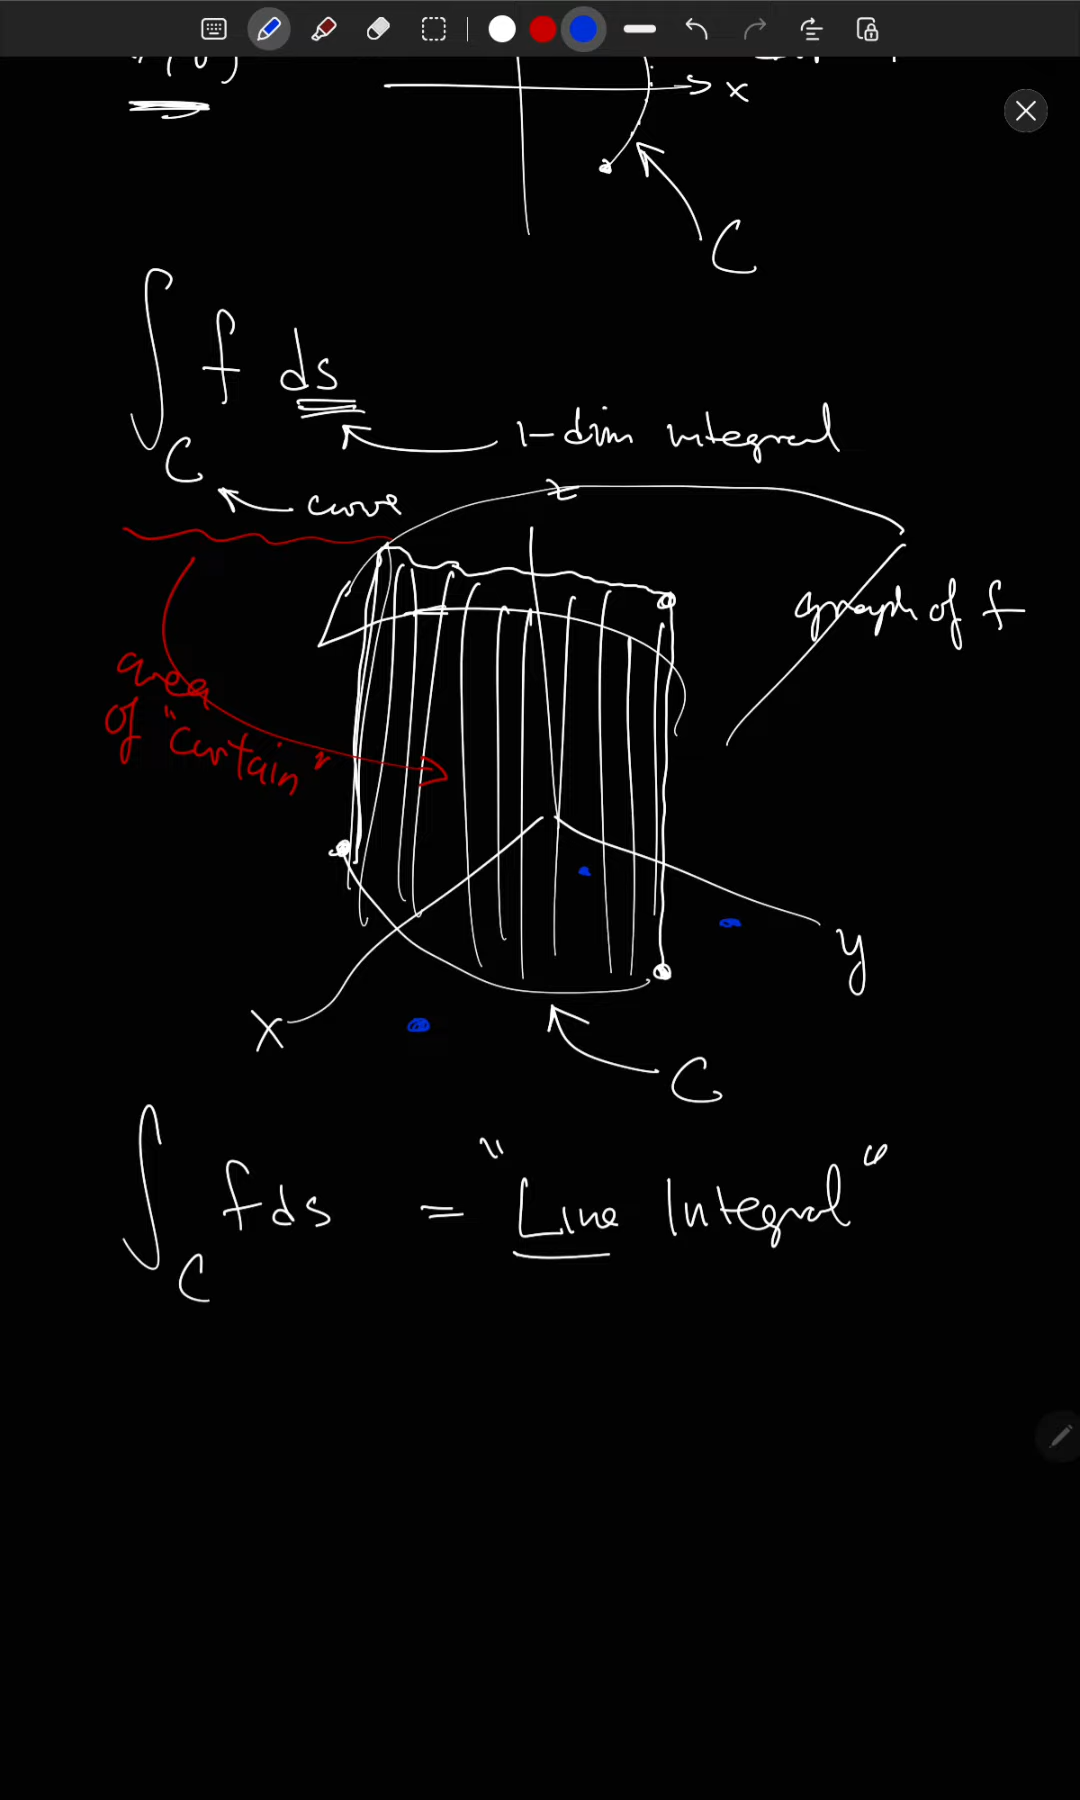 x
C
∫_C f ds
1-dim integral
curve
z
graph of f
area
of "curtain"
y
x
C
∫_C f ds = "Line Integral"